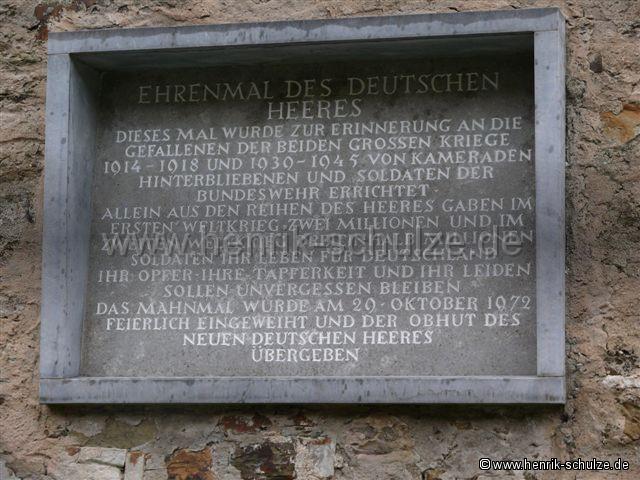 EHRENMAL DES DEUTSCHEN
HEERES
DIESES MAL WURDE ZUR ERINNERUNG AN DIE
GEFALLENEN DER BEIDEN GROSSEN KRIEGE
1914-1918 UND 1939-1945 VON KAMERADEN
HINTERBLIEBENEN UND SOLDATEN DER
BUNDESWEHR ERRICHTET
ALLEIN AUS DEN REIHEN DES HEERES GABEN IM
ERSTEN WELTKRIEG ZWEI MILLIONEN UND IM
www.henrik-schulze.de
SOLDATEN IHR LEBEN FÜR DEUTSCHLAND
IHR OPFER·IHRE TAPFERKEIT UND IHR LEIDEN
SOLLEN UNVERGESSEN BLEIBEN
DAS MAHNMAL WURDE AM 29·OKTOBER 1972
FEIERLICH EINGEWEIHT UND DER OBHUT DES
NEUEN DEUTSCHEN HEERES
ÜBERGEBEN
©www.henrik-schulze.de